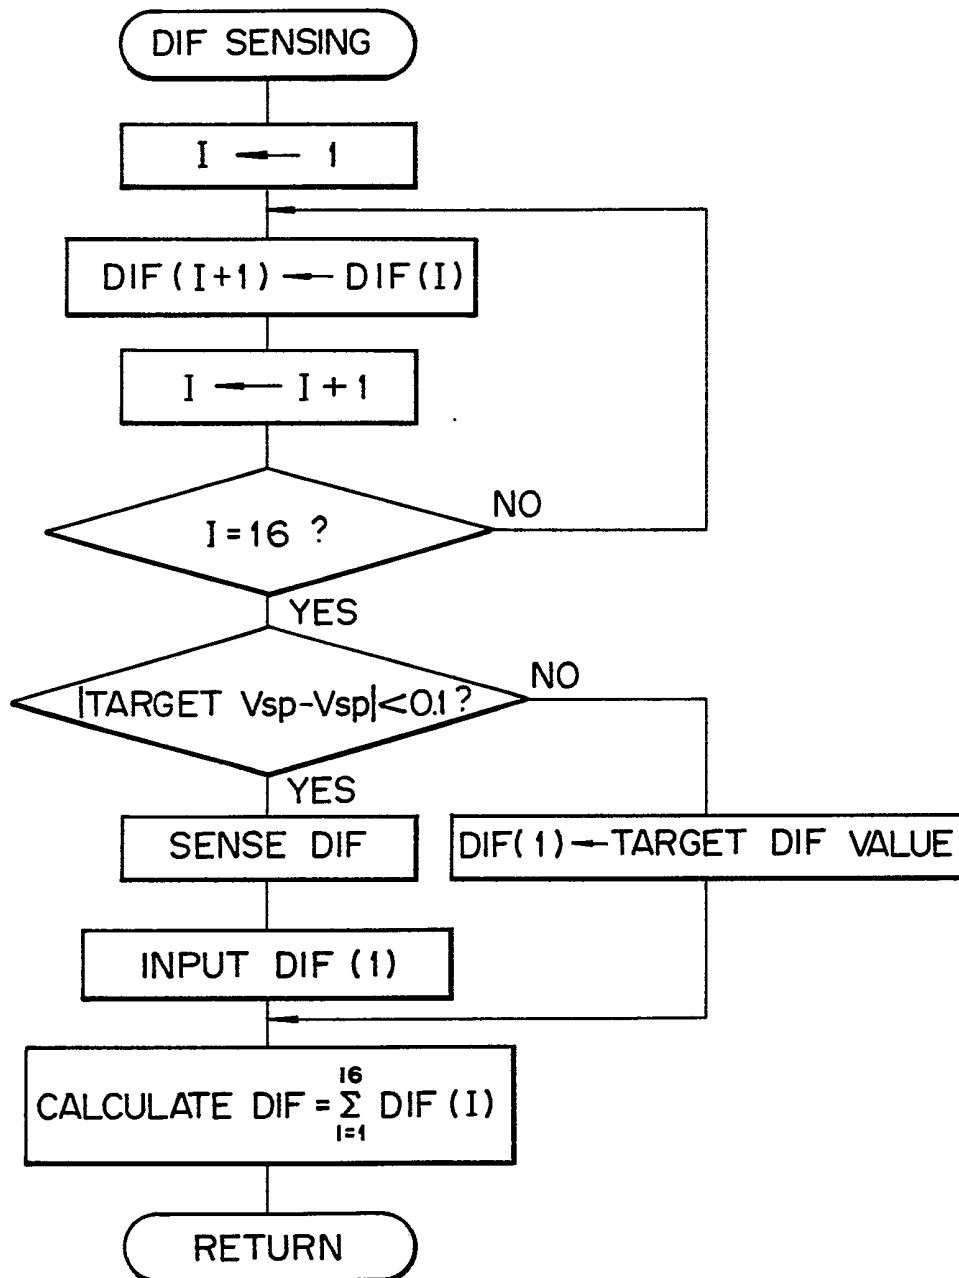 DIF SENSING
I ← 1
DIF (I+1) ← DIF(I)
I ← I + 1
I = 16 ?
NO
YES
|TARGET Vsp-Vsp|<0.1?
NO
YES
SENSE DIF
DIF(1)←TARGET DIF VALUE
INPUT DIF (1)
16
CALCULATE DIF = Σ DIF (I)
I=1
RETURN